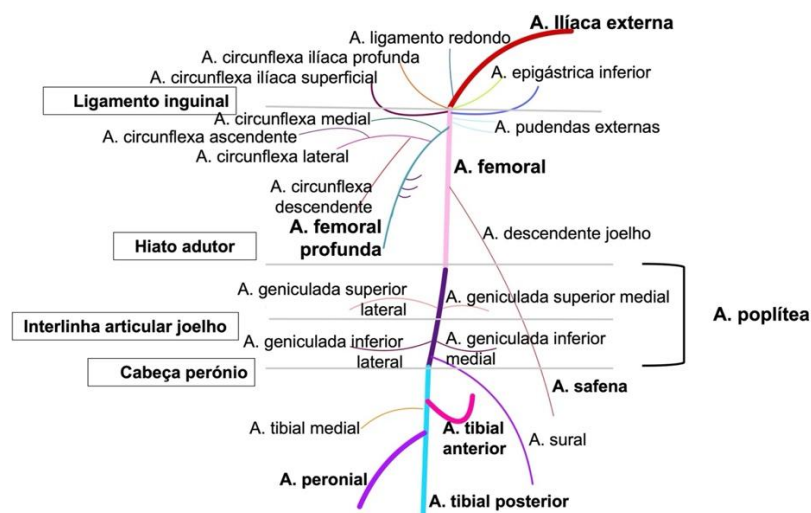 A. Ilíaca externa
A. ligamento redondo
A. circunflexa ilíaca profunda
A. circunflexa ilíaca superficial
A. epigástrica inferior
Ligamento inguinal
A. circunflexa medial
A. pudendas externas
A. circunflexa ascendente
A. circunflexa lateral
A. femoral
A. circunflexa
descendente
A. femoral
profunda
A. descendente joelho
Hiato adutor
A. geniculada superior
lateral
A. geniculada superior medial
A. poplítea
Interlinha articular joelho
A. geniculada inferior
lateral
A. geniculada inferior
medial
Cabeça perónio
A. safena
A. tibial medial
A. tibial
anterior
A. sural
A. peronial
A. tibial posterior